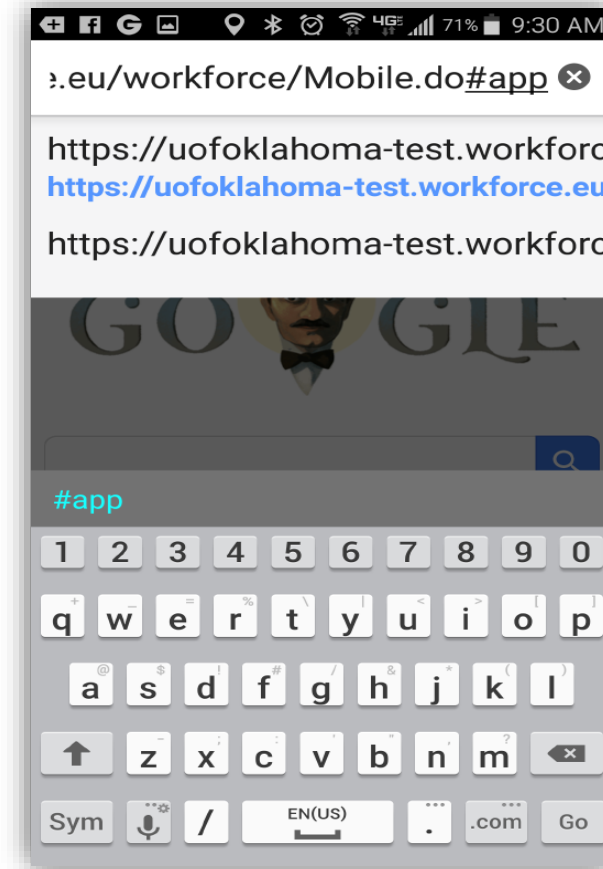 4GE 71% 9:30 AM
e.eu/workforce/Mobile.do#app
https://uofoklahoma-test.workforc
https://uofoklahoma-test.workforce.eu
https://uofoklahoma-test.workforc
GOOGLE
#app
1 2 3 4 5 6 7 8 9 0
q w e r t y u i o p
a s d f g h j k l
z x c v b n m
Sym / EN(US) . .com Go